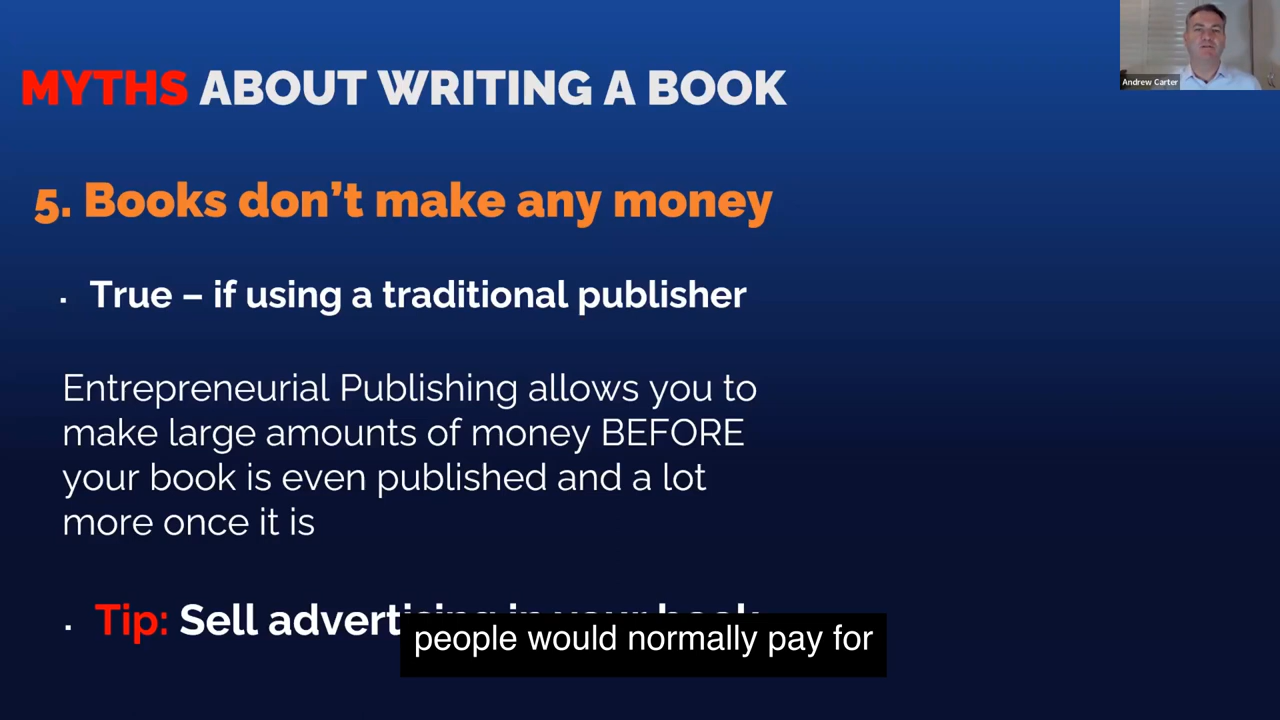 MYTHS ABOUT WRITING A BOOK
Andrew Carter
5. Books don't make any money
▪ True – if using a traditional publisher
Entrepreneurial Publishing allows you to
make large amounts of money BEFORE
your book is even published and a lot
more once it is
▪ Tip: Sell advertising in your book
people would normally pay for